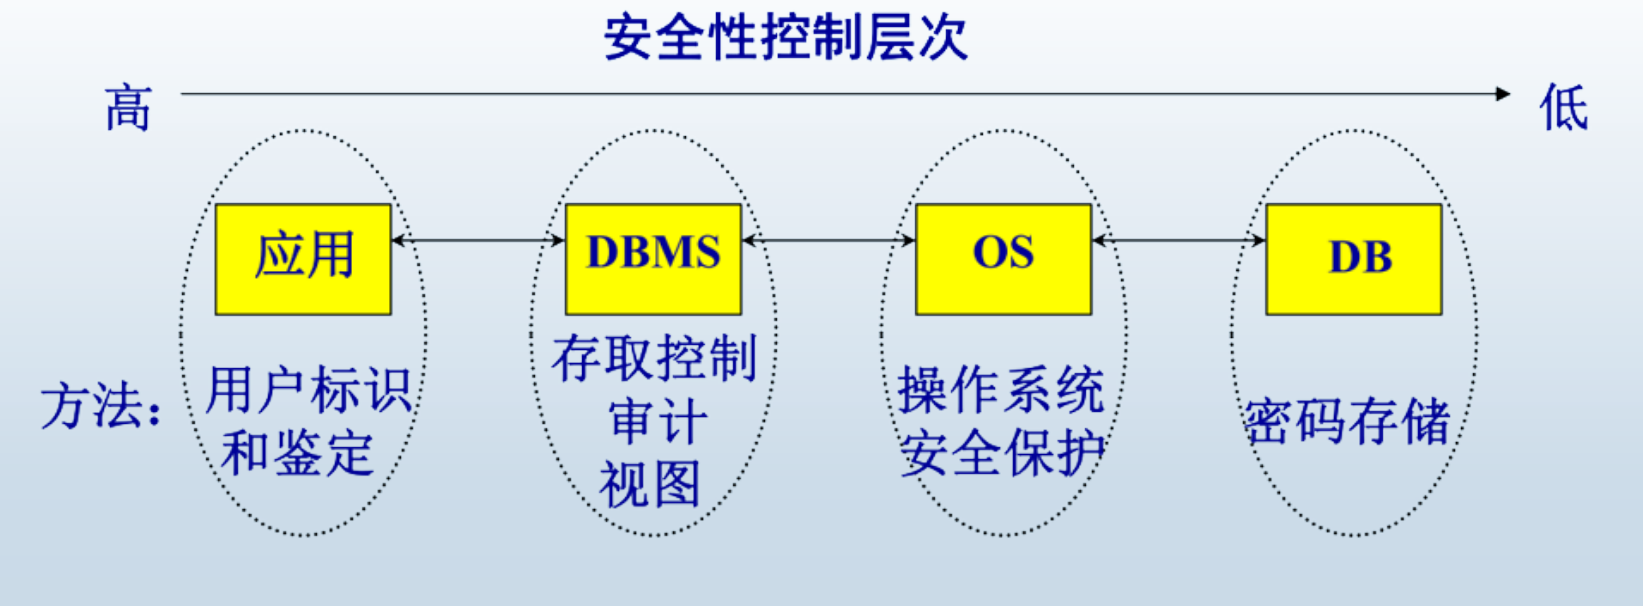 安全性控制层次
高
低
应用
DBMS
OS
DB
方法：
用户标识
和鉴定
存取控制
审计
视图
操作系统
安全保护
密码存储